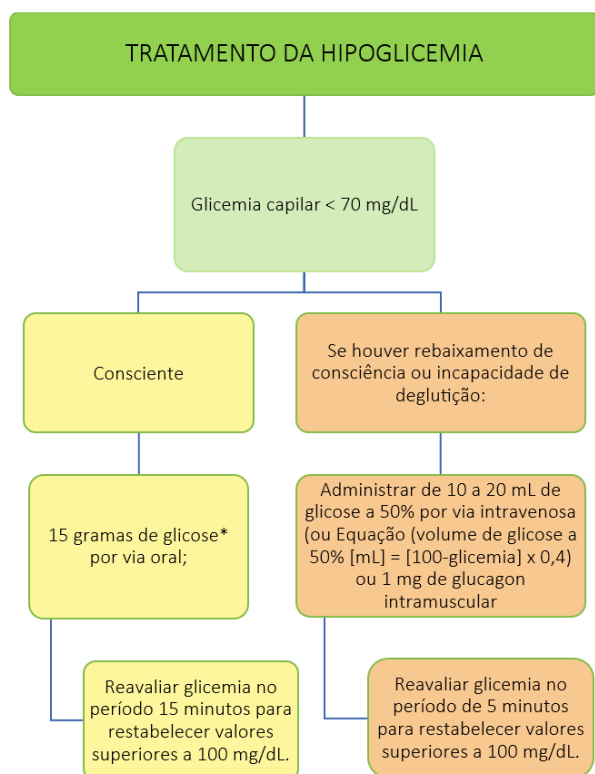 TRATAMENTO DA HIPOGLICEMIA
Glicemia capilar < 70 mg/dL
Consciente
Se houver rebaixamento de
consciência ou incapacidade de
deglutição:
15 gramas de glicose*
por via oral;
Administrar de 10 a 20 mL de
glicose a 50% por via intravenosa
(ou Equação (volume de glicose a
50% [mL] = [100-glicemia] x 0,4)
ou 1 mg de glucagon
intramuscular
Reavaliar glicemia no
período 15 minutos para
restabelecer valores
superiores a 100 mg/dL.
Reavaliar glicemia no
período de 5 minutos
para restabelecer valores
superiores a 100 mg/dL.